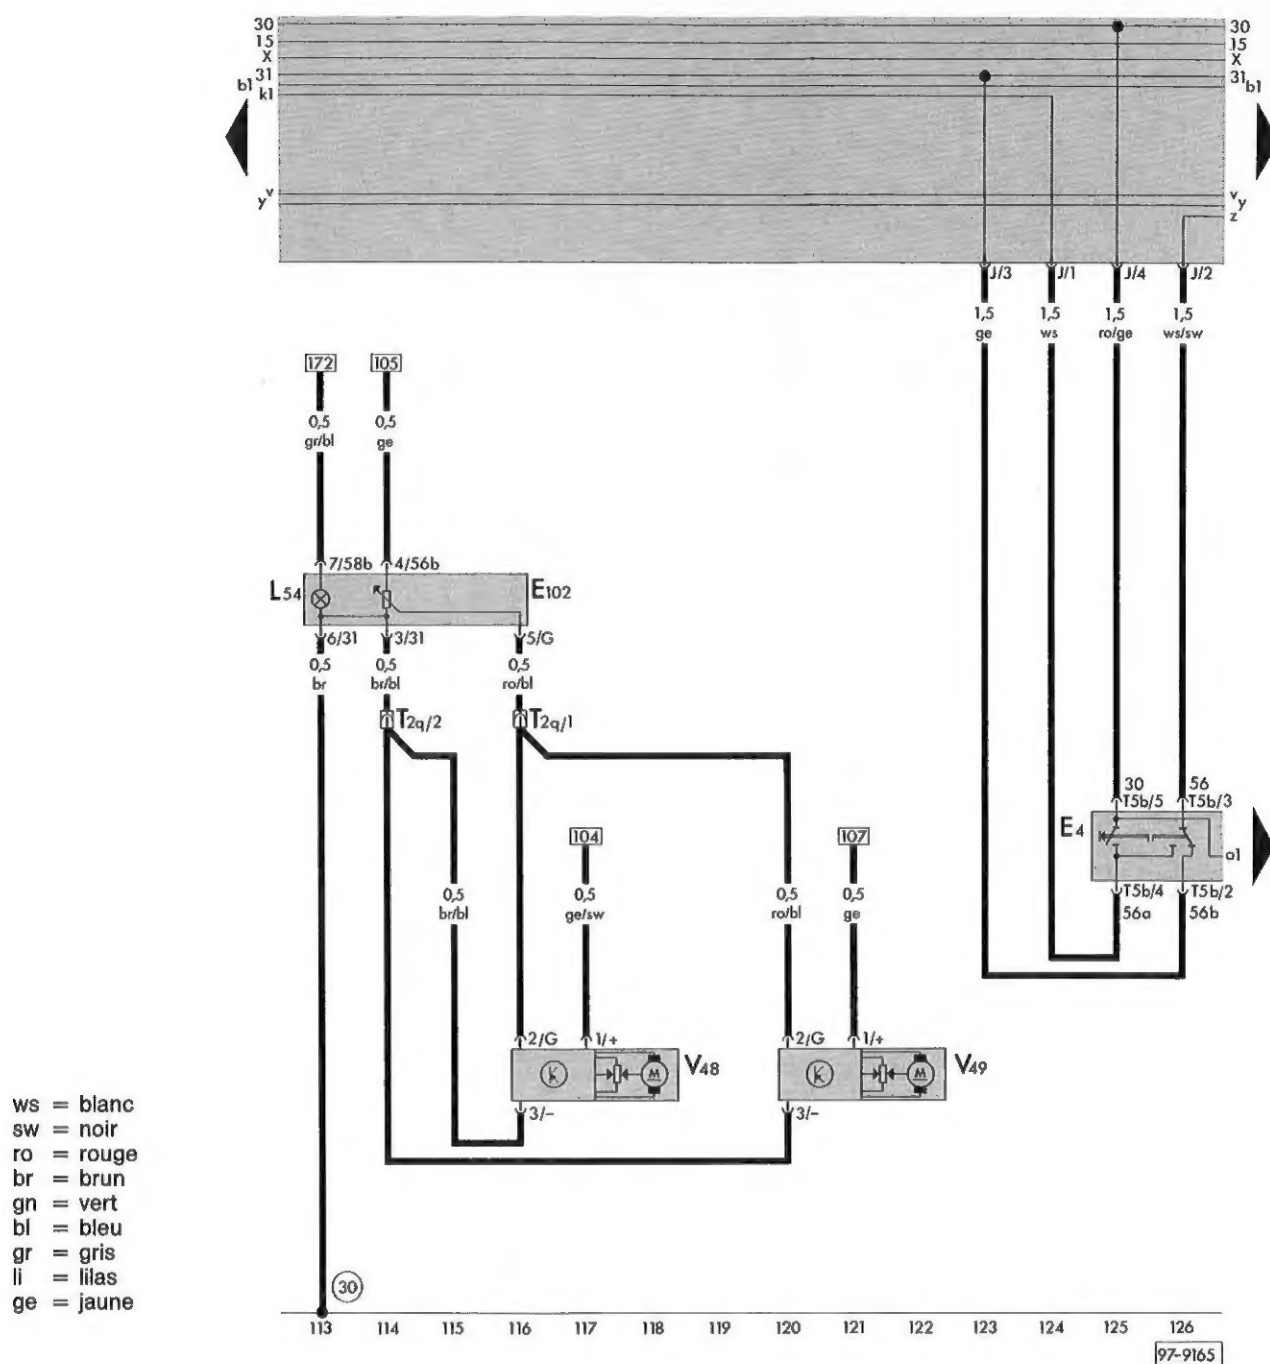 30 30
15 15
X X
31 31
b1 b1
k1
v v
y y
z
J/3 J/1 J/4 J/2
1,5 1,5 1,5 1,5
ge ws ro/ge ws/sw
172 105
0,5 0,5
gr/bl ge
7/58b 4/56b
L54 E102
6/31 3/31 5/G
0,5 0,5 0,5
br br/bl ro/bl
T2q/2 T2q/1
30 56
T5b/5 T5b/3
E4
104 107
a1
0,5 0,5 0,5 0,5
br/bl ge/sw ro/bl ge
T5b/4 T5b/2
56a 56b
2/G 1/+ 2/G 1/+
M V48 M V49
3/− 3/−
ws = blanc
sw = noir
ro = rouge
br = brun
gn = vert
bl = bleu
gr = gris
li = lilas
ge = jaune
30
113 114 115 116 117 118 119 120 121 122 123 124 125 126
97-9165